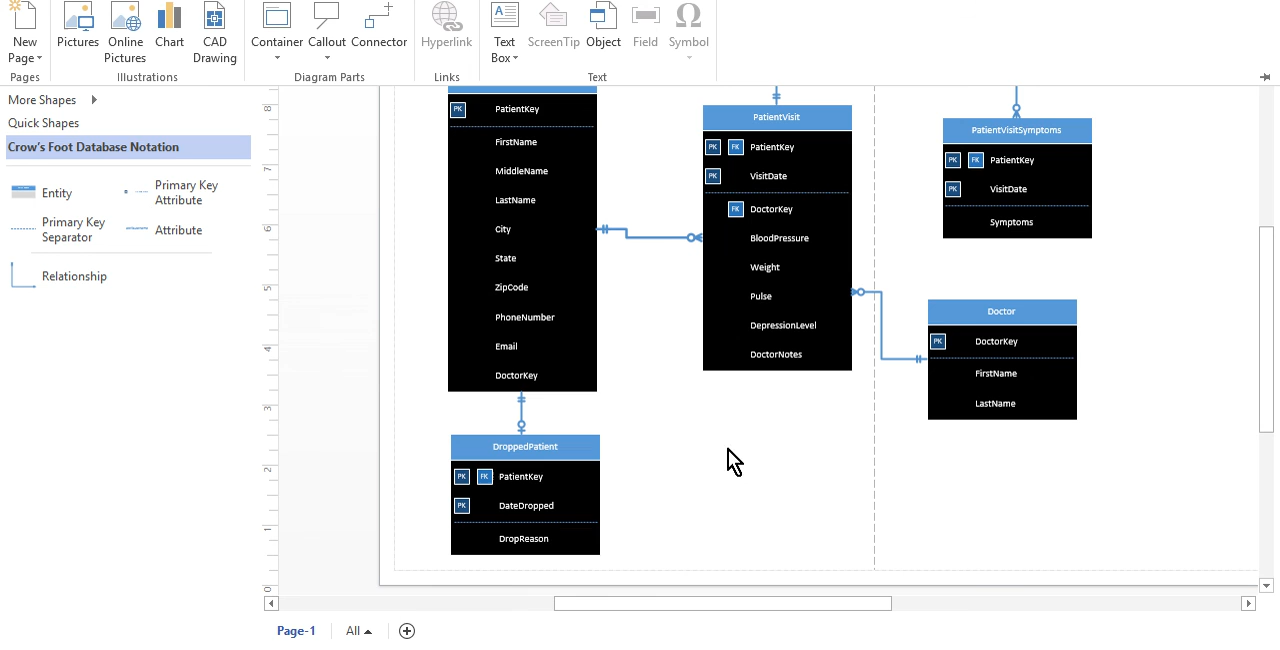 New
Page
Pictures
Online
Pictures
Chart
CAD
Drawing
Container
Callout
Connector
Hyperlink
Text
Box
ScreenTip
Object
Field
Symbol
Pages
Illustrations
Diagram Parts
Links
Text
More Shapes
Quick Shapes
Crow's Foot Database Notation
Entity
Primary Key
Attribute
Primary Key
Separator
Attribute
Relationship
8
7
6
5
4
3
2
1
0
PK PatientKey
FirstName
MiddleName
LastName
City
State
ZipCode
PhoneNumber
Email
DoctorKey
DroppedPatient
PK FK PatientKey
PK DateDropped
DropReason
PatientVisit
PK FK PatientKey
PK VisitDate
FK DoctorKey
BloodPressure
Weight
Pulse
DepressionLevel
DoctorNotes
PatientVisitSymptoms
PK FK PatientKey
PK VisitDate
Symptoms
Doctor
PK DoctorKey
FirstName
LastName
Page-1
All